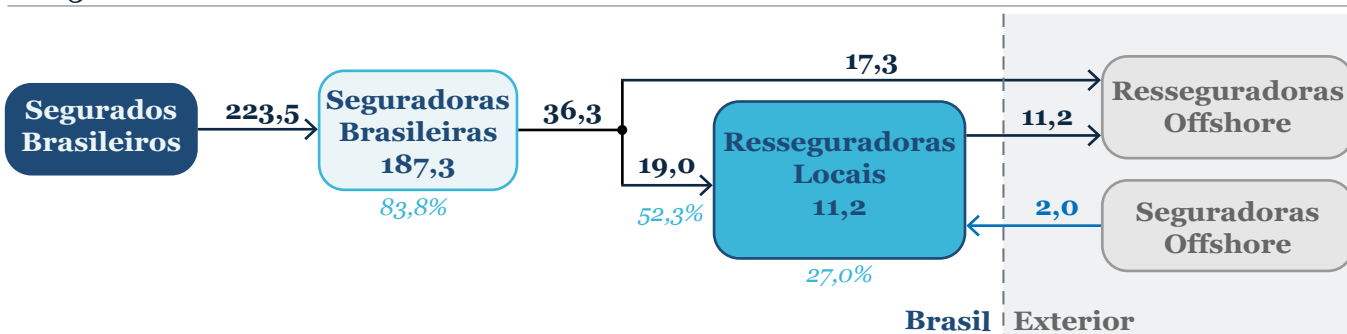 Segurados
Brasileiros
223,5
Seguradoras
Brasileiras
187,3
83,8%
36,3
17,3
19,0
52,3%
Resseguradoras
Locais
11,2
27,0%
11,2
2,0
Resseguradoras
Offshore
Seguradoras
Offshore
Brasil
Exterior